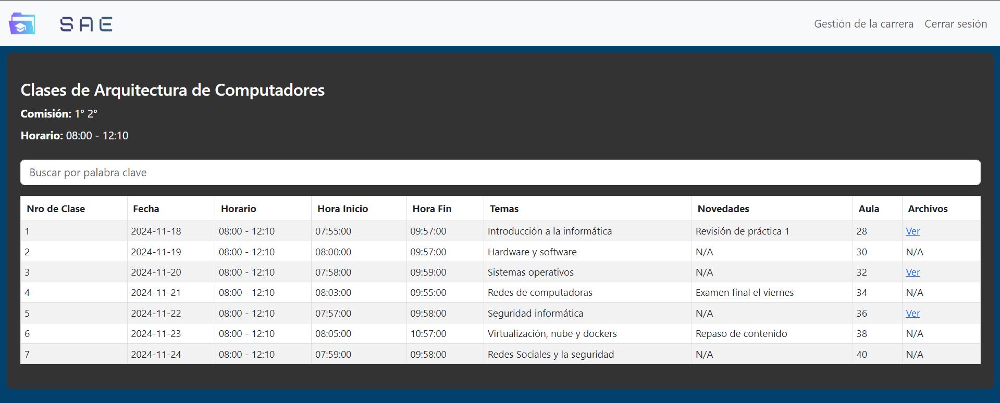 SAE
Gestión de la carrera Cerrar sesión
Clases de Arquitectura de Computadores
Comisión: 1° 2°
Horario: 08:00 - 12:10
Buscar por palabra clave
Nro de Clase Fecha Horario Hora Inicio Hora Fin Temas Novedades Aula Archivos
1 2024-11-18 08:00 - 12:10 07:55:00 09:57:00 Introducción a la informática Revisión de práctica 1 28 Ver
2 2024-11-19 08:00 - 12:10 08:00:00 09:57:00 Hardware y software N/A 30 N/A
3 2024-11-20 08:00 - 12:10 07:58:00 09:59:00 Sistemas operativos N/A 32 Ver
4 2024-11-21 08:00 - 12:10 08:03:00 09:55:00 Redes de computadoras Examen final el viernes 34 N/A
5 2024-11-22 08:00 - 12:10 07:57:00 09:58:00 Seguridad informática N/A 36 Ver
6 2024-11-23 08:00 - 12:10 08:05:00 10:57:00 Virtualización, nube y dockers Repaso de contenido 38 N/A
7 2024-11-24 08:00 - 12:10 07:59:00 09:58:00 Redes Sociales y la seguridad N/A 40 N/A